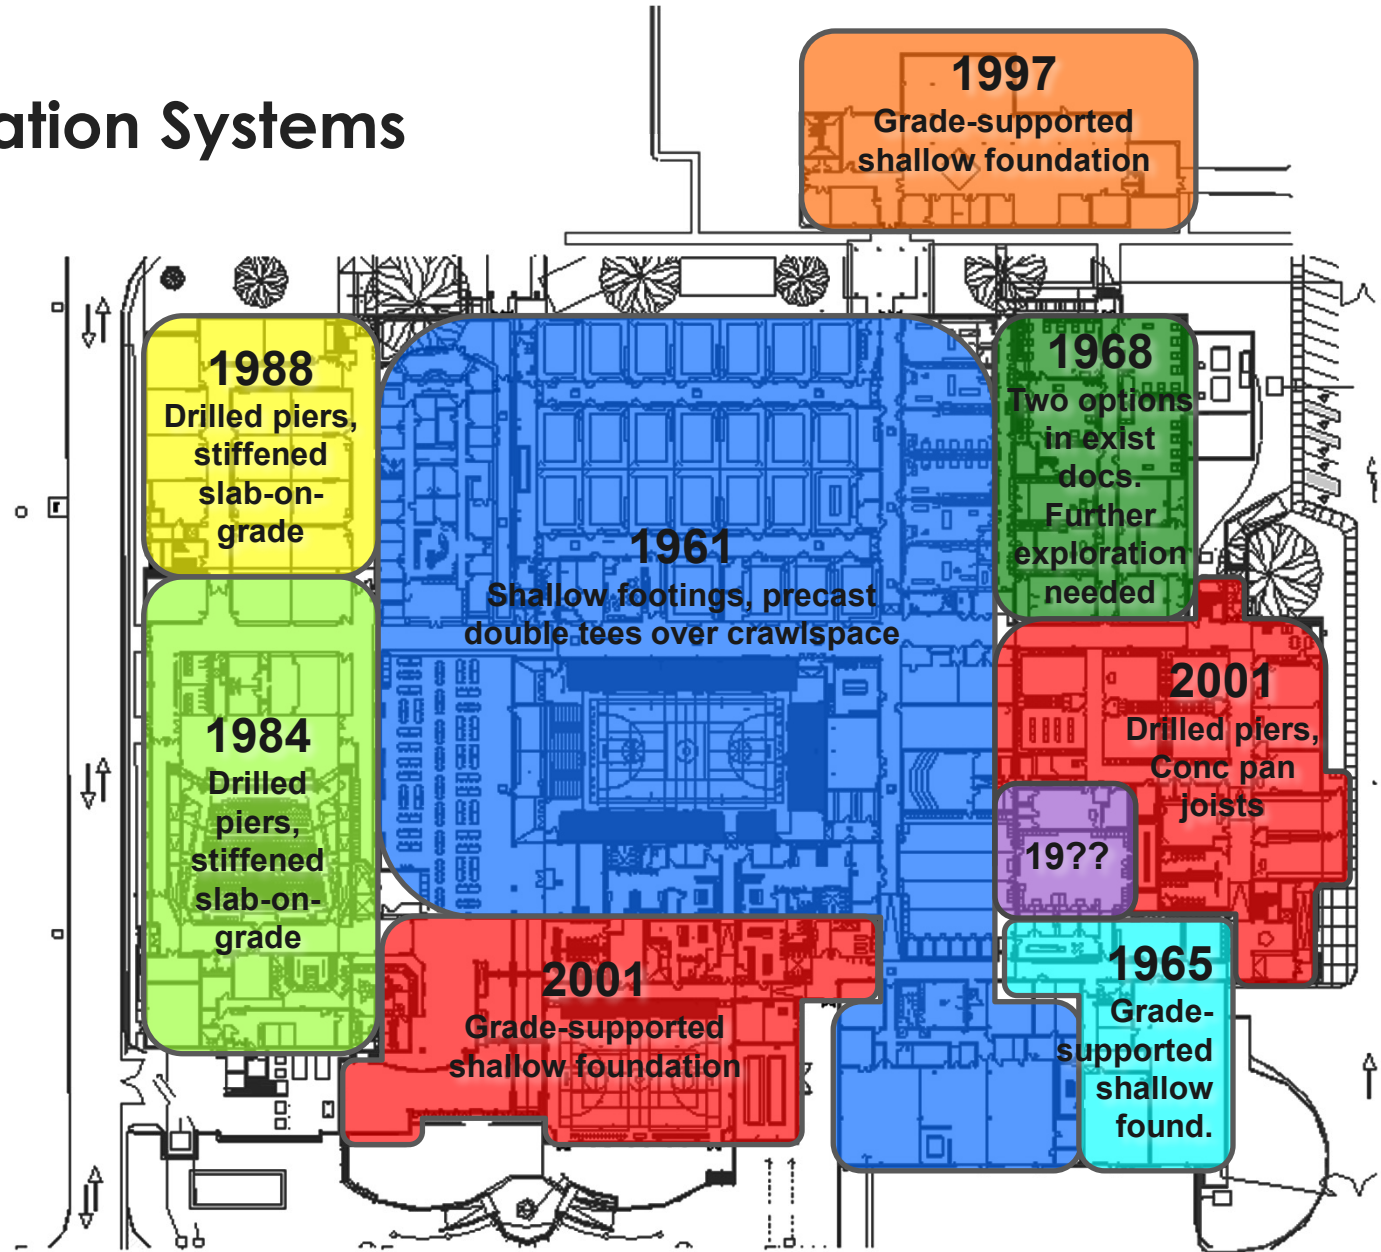 ation Systems
1997
Grade-supported
shallow foundation
1988
Drilled piers,
stiffened
slab-on-
grade
1968
Two options
in exist
docs.
Further
exploration
needed
1961
Shallow footings, precast
double tees over crawlspace
2001
Drilled piers,
Conc pan
joists
1984
Drilled
piers,
stiffened
slab-on-
grade
19??
2001
Grade-supported
shallow foundation
1965
Grade-
supported
shallow
found.